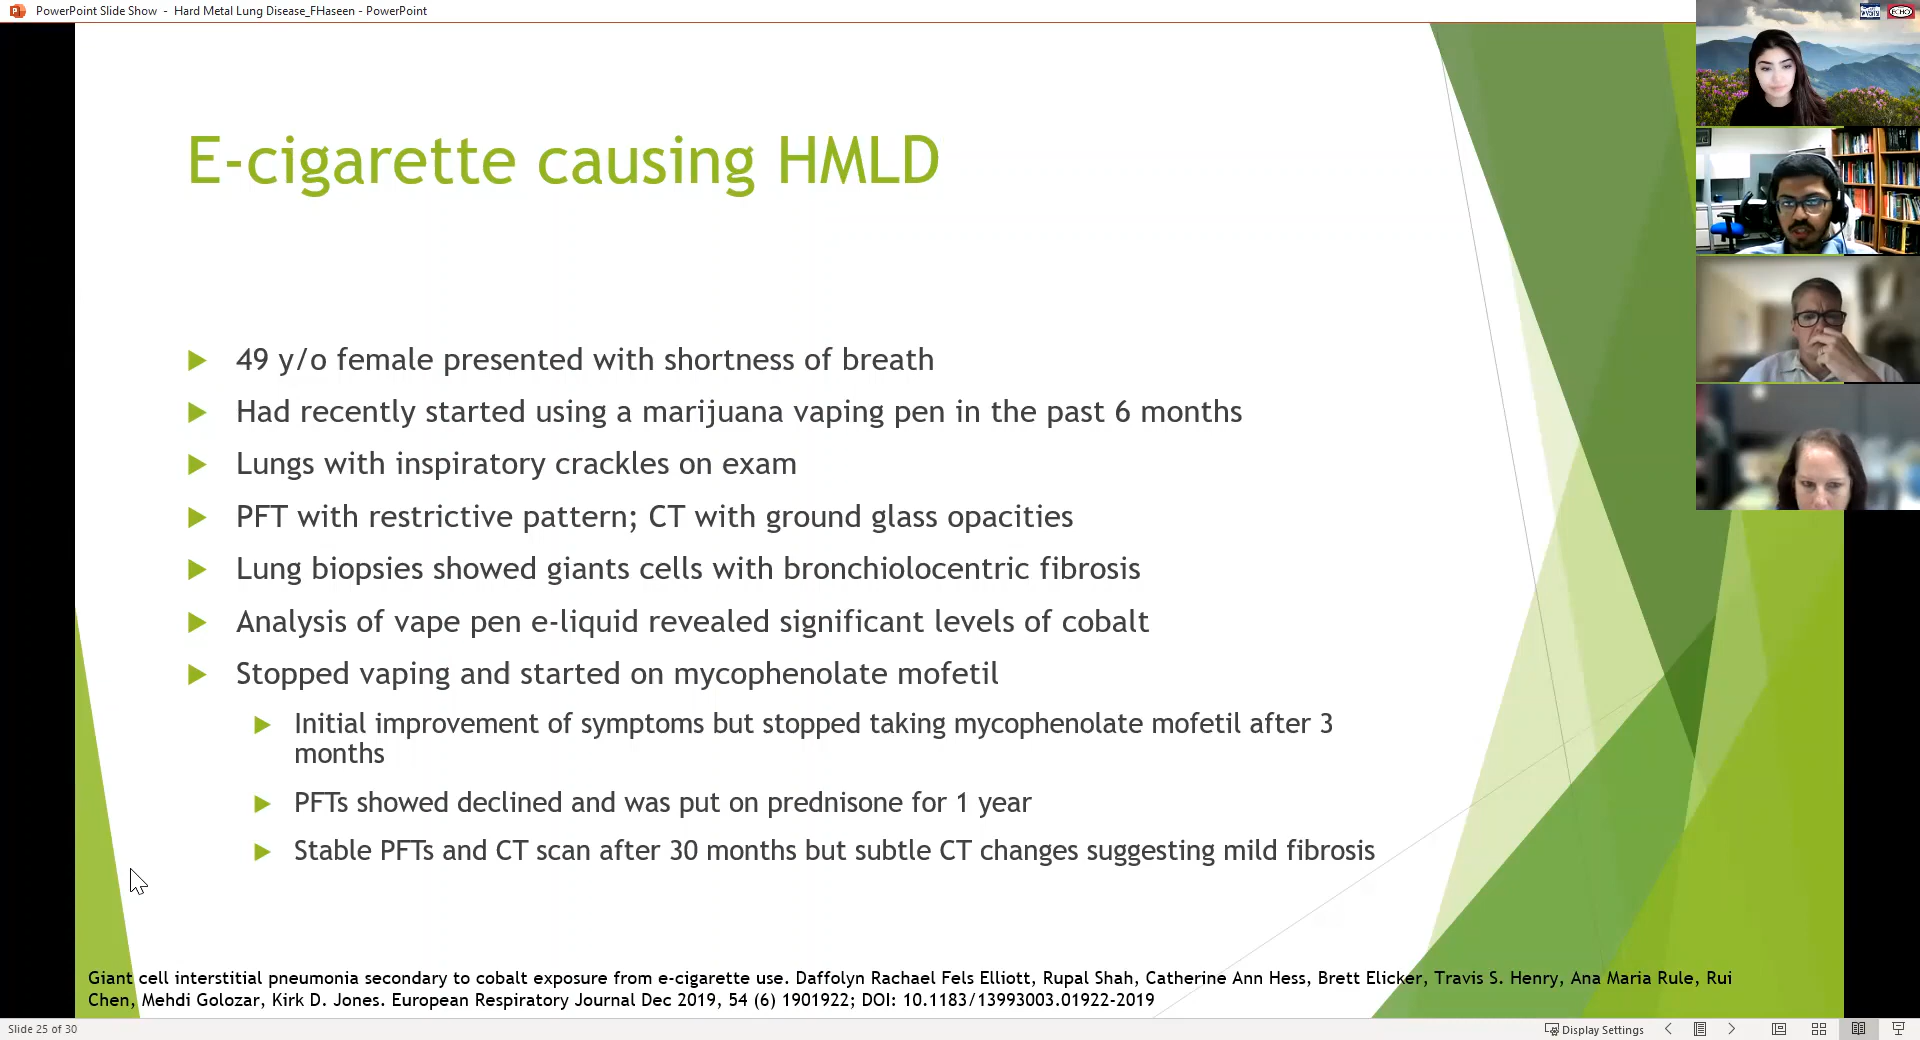 PowerPoint Slide Show - Hard Metal Lung Disease_FHaseen - PowerPoint
ECHO
E-cigarette causing HMLD
49 y/o female presented with shortness of breath
Had recently started using a marijuana vaping pen in the past 6 months
Lungs with inspiratory crackles on exam
PFT with restrictive pattern; CT with ground glass opacities
Lung biopsies showed giants cells with bronchiolocentric fibrosis
Analysis of vape pen e-liquid revealed significant levels of cobalt
Stopped vaping and started on mycophenolate mofetil
Initial improvement of symptoms but stopped taking mycophenolate mofetil after 3
months
PFTs showed declined and was put on prednisone for 1 year
Stable PFTs and CT scan after 30 months but subtle CT changes suggesting mild fibrosis
Giant cell interstitial pneumonia secondary to cobalt exposure from e-cigarette use. Daffolyn Rachael Fels Elliott, Rupal Shah, Catherine Ann Hess, Brett Elicker, Travis S. Henry, Ana Maria Rule, Rui
Chen, Mehdi Golozar, Kirk D. Jones. European Respiratory Journal Dec 2019, 54 (6) 1901922; DOI: 10.1183/13993003.01922-2019
Slide 25 of 30
Display Settings